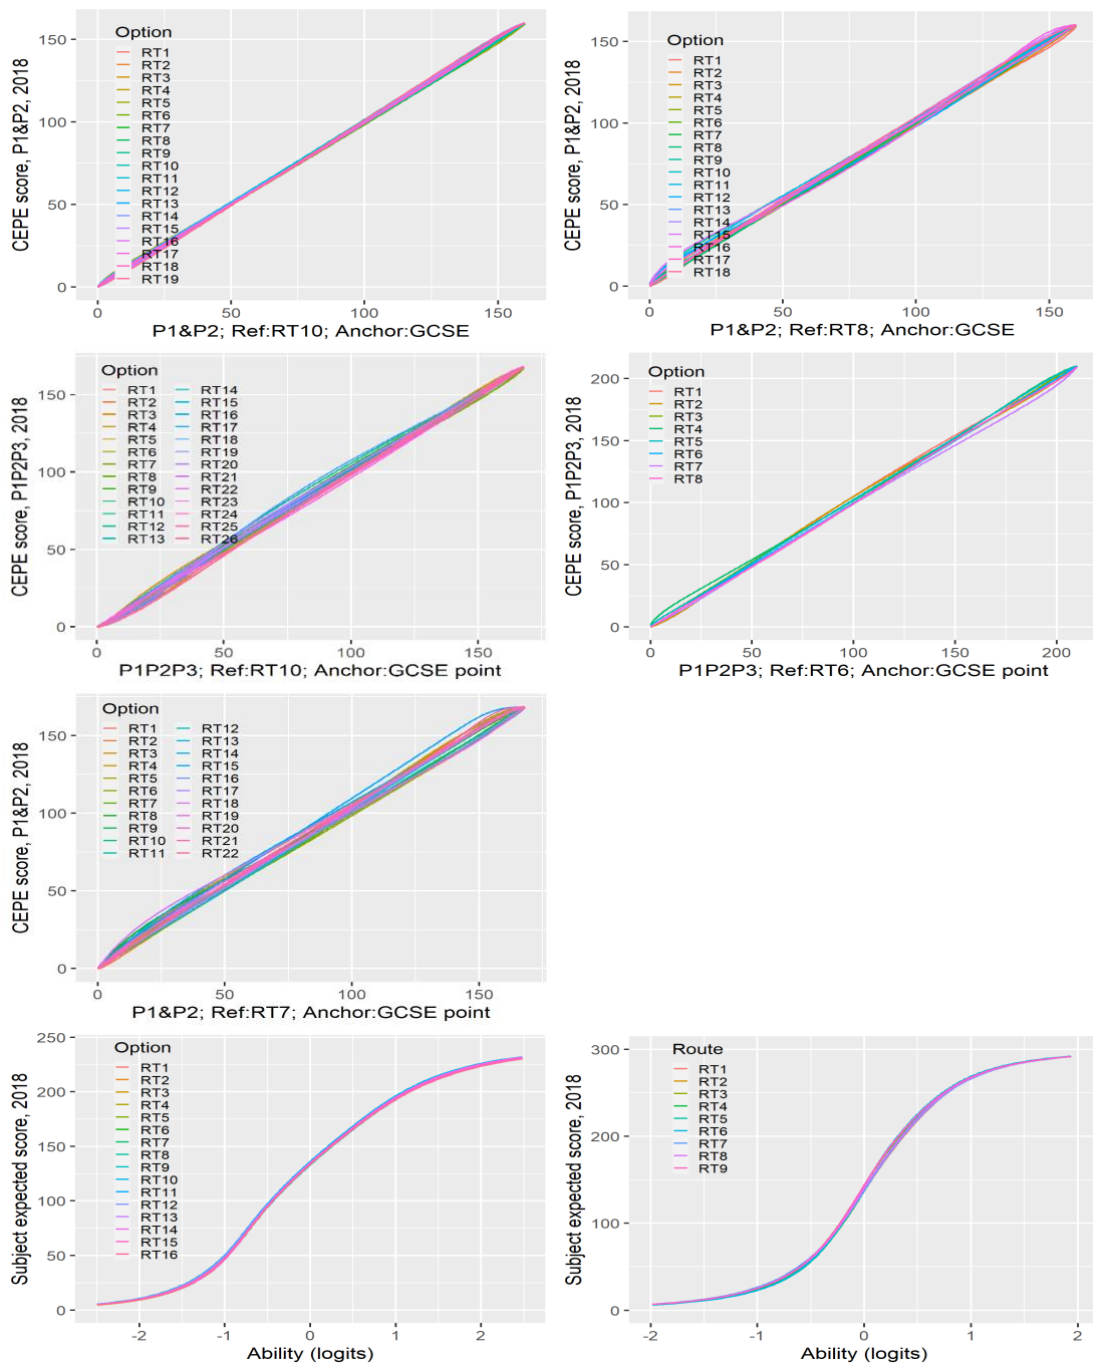 CEPE score, P1&P2, 2018
Option
RT1
RT2
RT3
RT4
RT5
RT6
RT7
RT8
RT9
RT10
RT11
RT12
RT13
RT14
RT15
RT16
RT17
RT18
RT19
150
100
50
0
0 50 100 150
P1&P2; Ref:RT10; Anchor:GCSE
CEPE score, P1&P2, 2018
Option
RT1
RT2
RT3
RT4
RT5
RT6
RT7
RT8
RT9
RT10
RT11
RT12
RT13
RT14
RT15
RT16
RT17
RT18
150
100
50
0
0 50 100 150
P1&P2; Ref:RT8; Anchor:GCSE
CEPE score, P1P2P3, 2018
Option
RT1 RT14
RT2 RT15
RT3 RT16
RT4 RT17
RT5 RT18
RT6 RT19
RT7 RT20
RT8 RT21
RT9 RT22
RT10 RT23
RT11 RT24
RT12 RT25
RT13 RT26
150
100
50
0
0 50 100 150
P1P2P3; Ref:RT10; Anchor:GCSE point
CEPE score, P1P2P3, 2018
Option
RT1
RT2
RT3
RT4
RT5
RT6
RT7
RT8
200
150
100
50
0
0 50 100 150 200
P1P2P3; Ref:RT6; Anchor:GCSE point
CEPE score, P1&P2, 2018
Option
RT1 RT12
RT2 RT13
RT3 RT14
RT4 RT15
RT5 RT16
RT6 RT17
RT7 RT18
RT8 RT19
RT9 RT20
RT10 RT21
RT11 RT22
150
100
50
0
0 50 100 150
P1&P2; Ref:RT7; Anchor:GCSE point
Subject expected score, 2018
Option
RT1
RT2
RT3
RT4
RT5
RT6
RT7
RT8
RT9
RT10
RT11
RT12
RT13
RT14
RT15
RT16
250
200
150
100
50
0
-2 -1 0 1 2
Ability (logits)
Subject expected score, 2018
Route
RT1
RT2
RT3
RT4
RT5
RT6
RT7
RT8
RT9
300
200
100
0
-2 -1 0 1 2
Ability (logits)